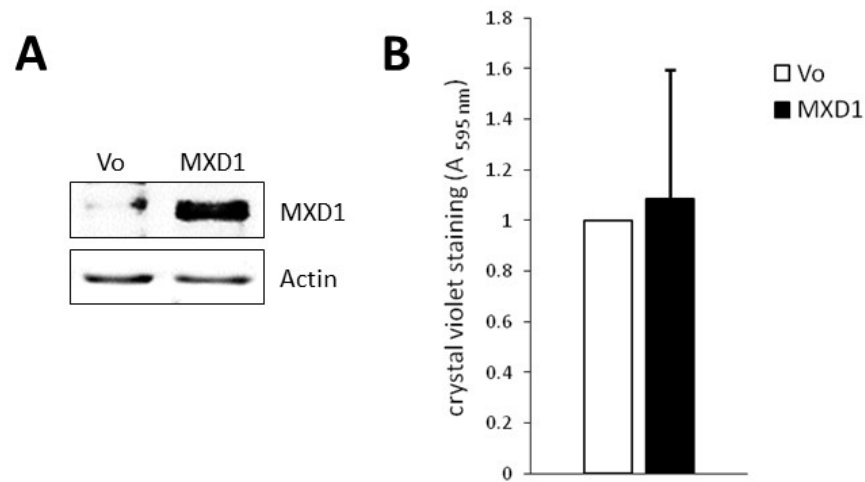 A
Vo MXD1
MXD1
Actin
B
crystal violet staining (A 595 nm)
1.8
1.6
1.4
1.2
1
0.8
0.6
0.4
0.2
0
Vo
MXD1